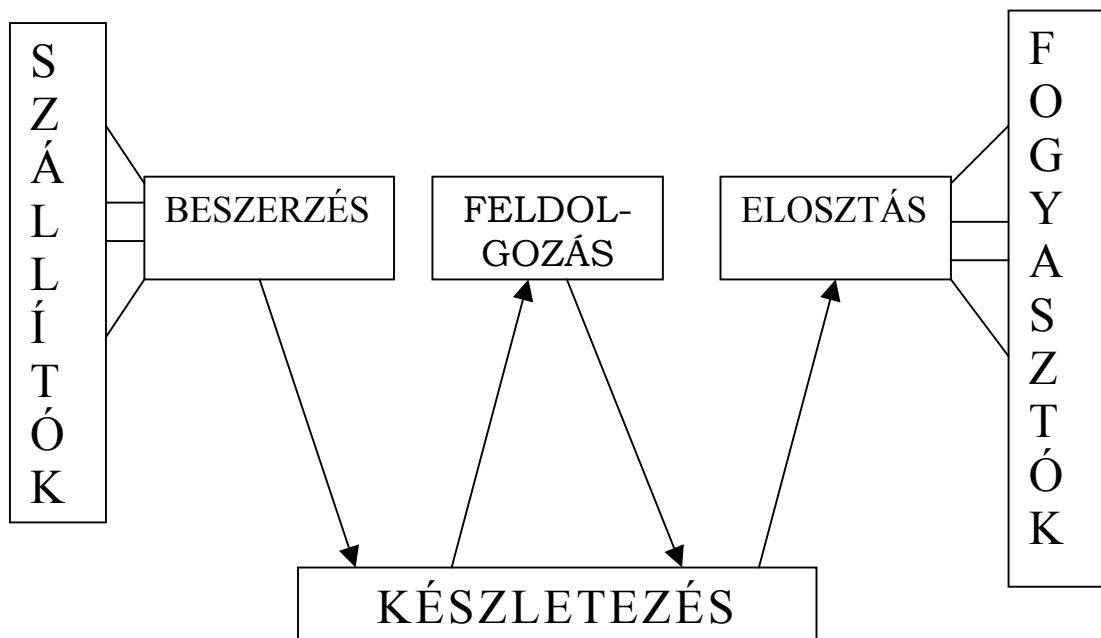 SZÁLLÍTÓK
BESZERZÉS
FELDOL-
GOZÁS
ELOSZTÁS
FOGYASZTÓK
KÉSZLETEZÉS